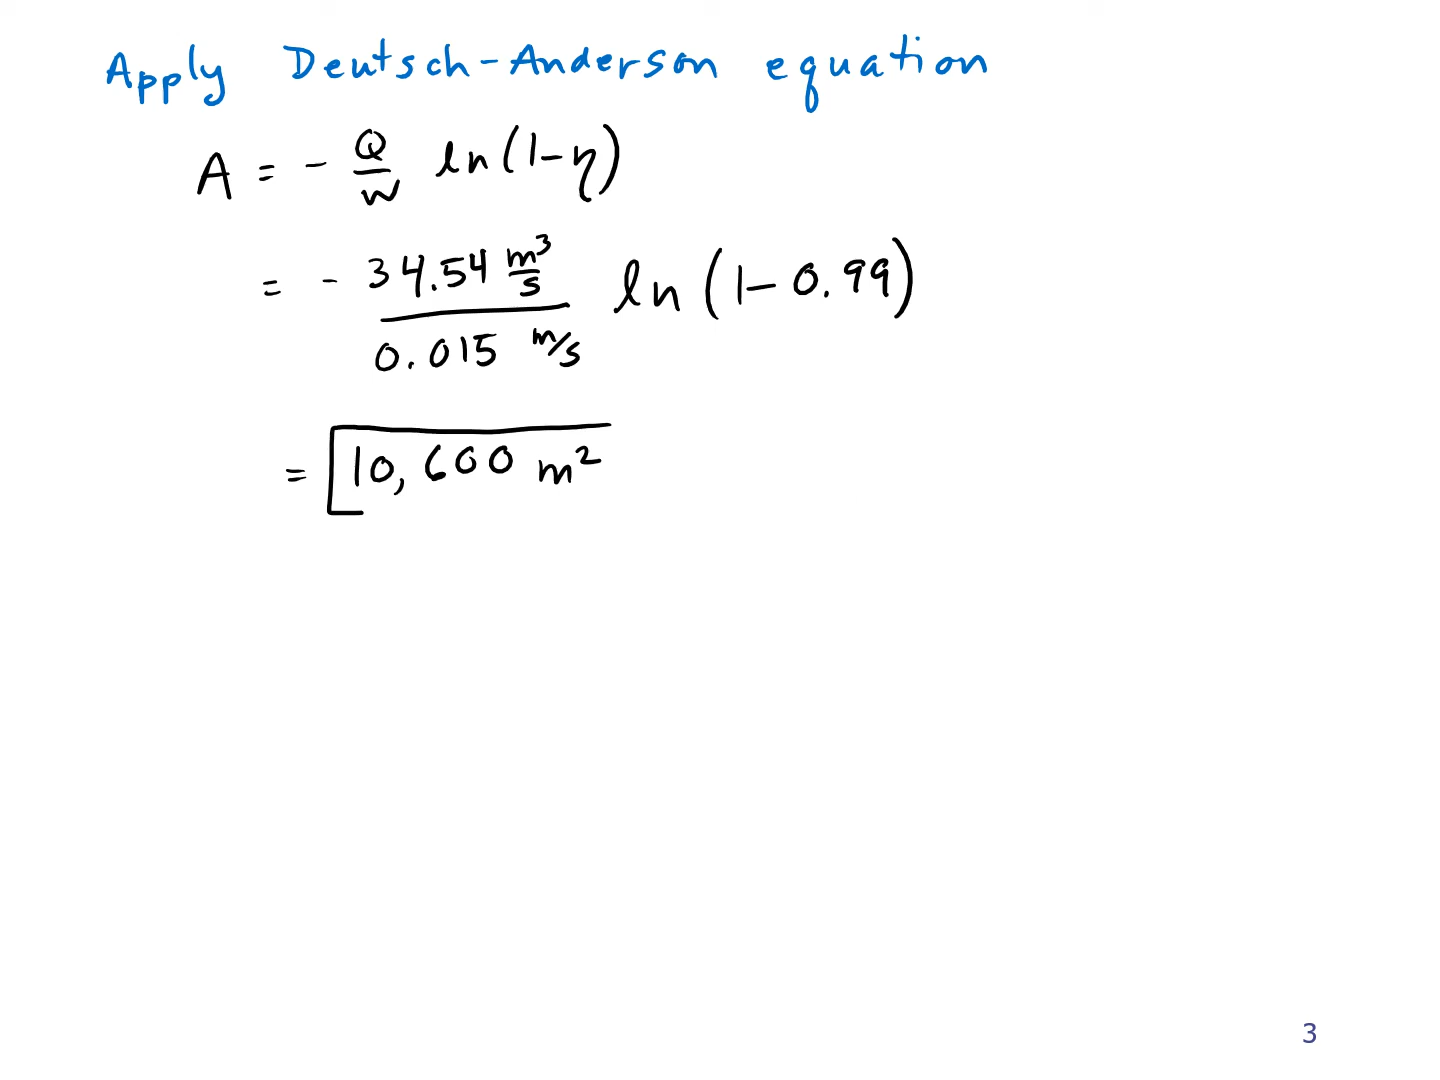 Apply Deutsch-Anderson equation
A = - Q/w ln(1-η)
= - 34.54 m³/s / 0.015 m/s ln(1-0.99)
= 10,600 m²
3